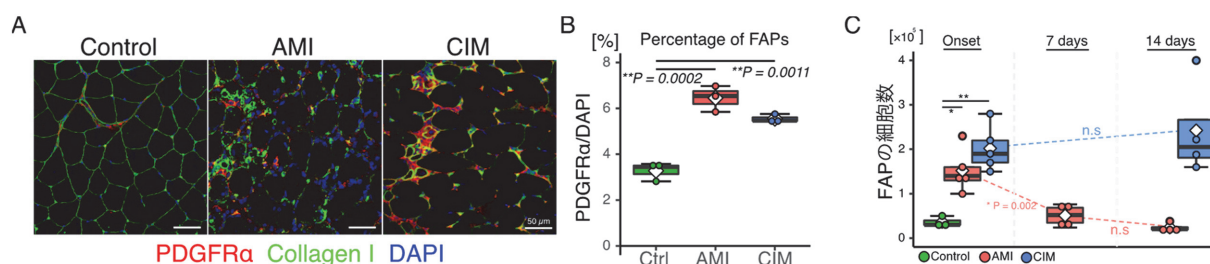 A
Control AMI CIM
50 μm
PDGFRα Collagen I DAPI
B
[%] Percentage of FAPs
**P = 0.0002 **P = 0.0011
PDGFRα/DAPI
8
6
4
2
0
Ctrl AMI CIM
C
[×10⁵]
Onset 7 days 14 days
FAPの細胞数
4
3
2
1
0
**
*
n.s
* P = 0.002
n.s
Control AMI CIM